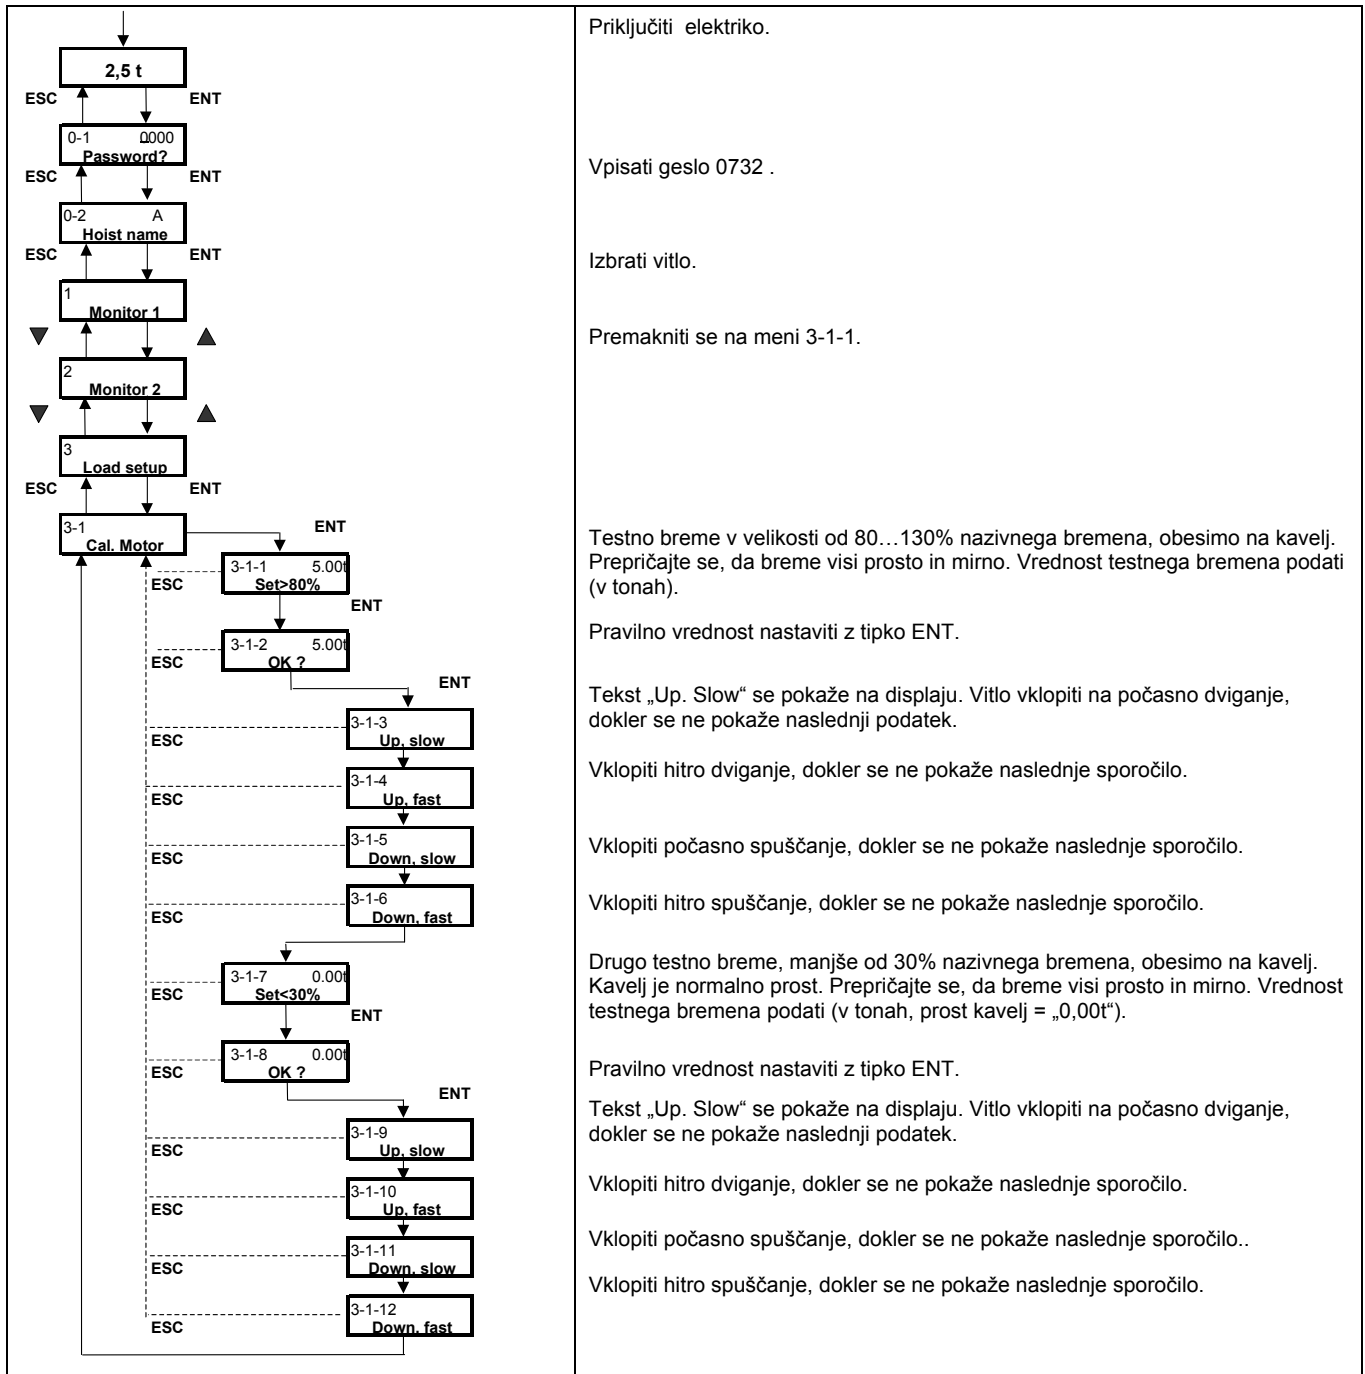 Priključiti  elektriko.
2,5 t
ESC ENT
0-1 0000
Password?
Vpisati geslo 0732 .
ESC ENT
0-2 A
Hoist name
Izbrati vitlo.
ESC ENT
1
Monitor 1
Premakniti se na meni 3-1-1.
▼ ▲
2
Monitor 2
▼ ▲
3
Load setup
ESC ENT
3-1
Cal. Motor
ENT
Testno breme v velikosti od 80…130% nazivnega bremena, obesimo na kavelj.
Prepričajte se, da breme visi prosto in mirno. Vrednost testnega bremena podati
(v tonah).
3-1-1 5.00t
Set>80%
ESC
ENT
3-1-2 5.00t
OK ?
ESC
Pravilno vrednost nastaviti z tipko ENT.
ENT
Tekst „Up. Slow“ se pokaže na displaju. Vitlo vklopiti na počasno dviganje,
dokler se ne pokaže naslednji podatek.
3-1-3
Up, slow
ESC
3-1-4
Up, fast
ESC
Vklopiti hitro dviganje, dokler se ne pokaže naslednje sporočilo.
3-1-5
Down, slow
ESC
Vklopiti počasno spuščanje, dokler se ne pokaže naslednje sporočilo.
3-1-6
Down, fast
ESC
Vklopiti hitro spuščanje, dokler se ne pokaže naslednje sporočilo.
3-1-7 0.00t
Set<30%
ESC
ENT
Drugo testno breme, manjše od 30% nazivnega bremena, obesimo na kavelj.
Kavelj je normalno prost. Prepričajte se, da breme visi prosto in mirno. Vrednost
testnega bremena podati (v tonah, prost kavelj = „0,00t“).
3-1-8 0.00t
OK ?
ESC
Pravilno vrednost nastaviti z tipko ENT.
ENT
Tekst „Up. Slow“ se pokaže na displaju. Vitlo vklopiti na počasno dviganje,
dokler se ne pokaže naslednji podatek.
3-1-9
Up, slow
ESC
3-1-10
Up, fast
ESC
Vklopiti hitro dviganje, dokler se ne pokaže naslednje sporočilo.
3-1-11
Down, slow
ESC
Vklopiti počasno spuščanje, dokler se ne pokaže naslednje sporočilo..
3-1-12
Down, fast
ESC
Vklopiti hitro spuščanje, dokler se ne pokaže naslednje sporočilo.